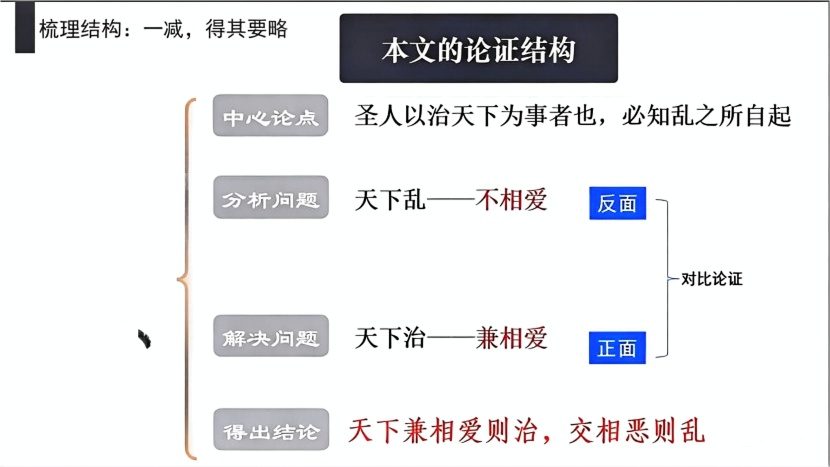 梳理结构：一减，得其要略
本文的论证结构
中心论点 圣人以治天下为事者也，必知乱之所自起
分析问题 天下乱——不相爱 反面
对比论证
解决问题 天下治——兼相爱 正面
得出结论 天下兼相爱则治，交相恶则乱